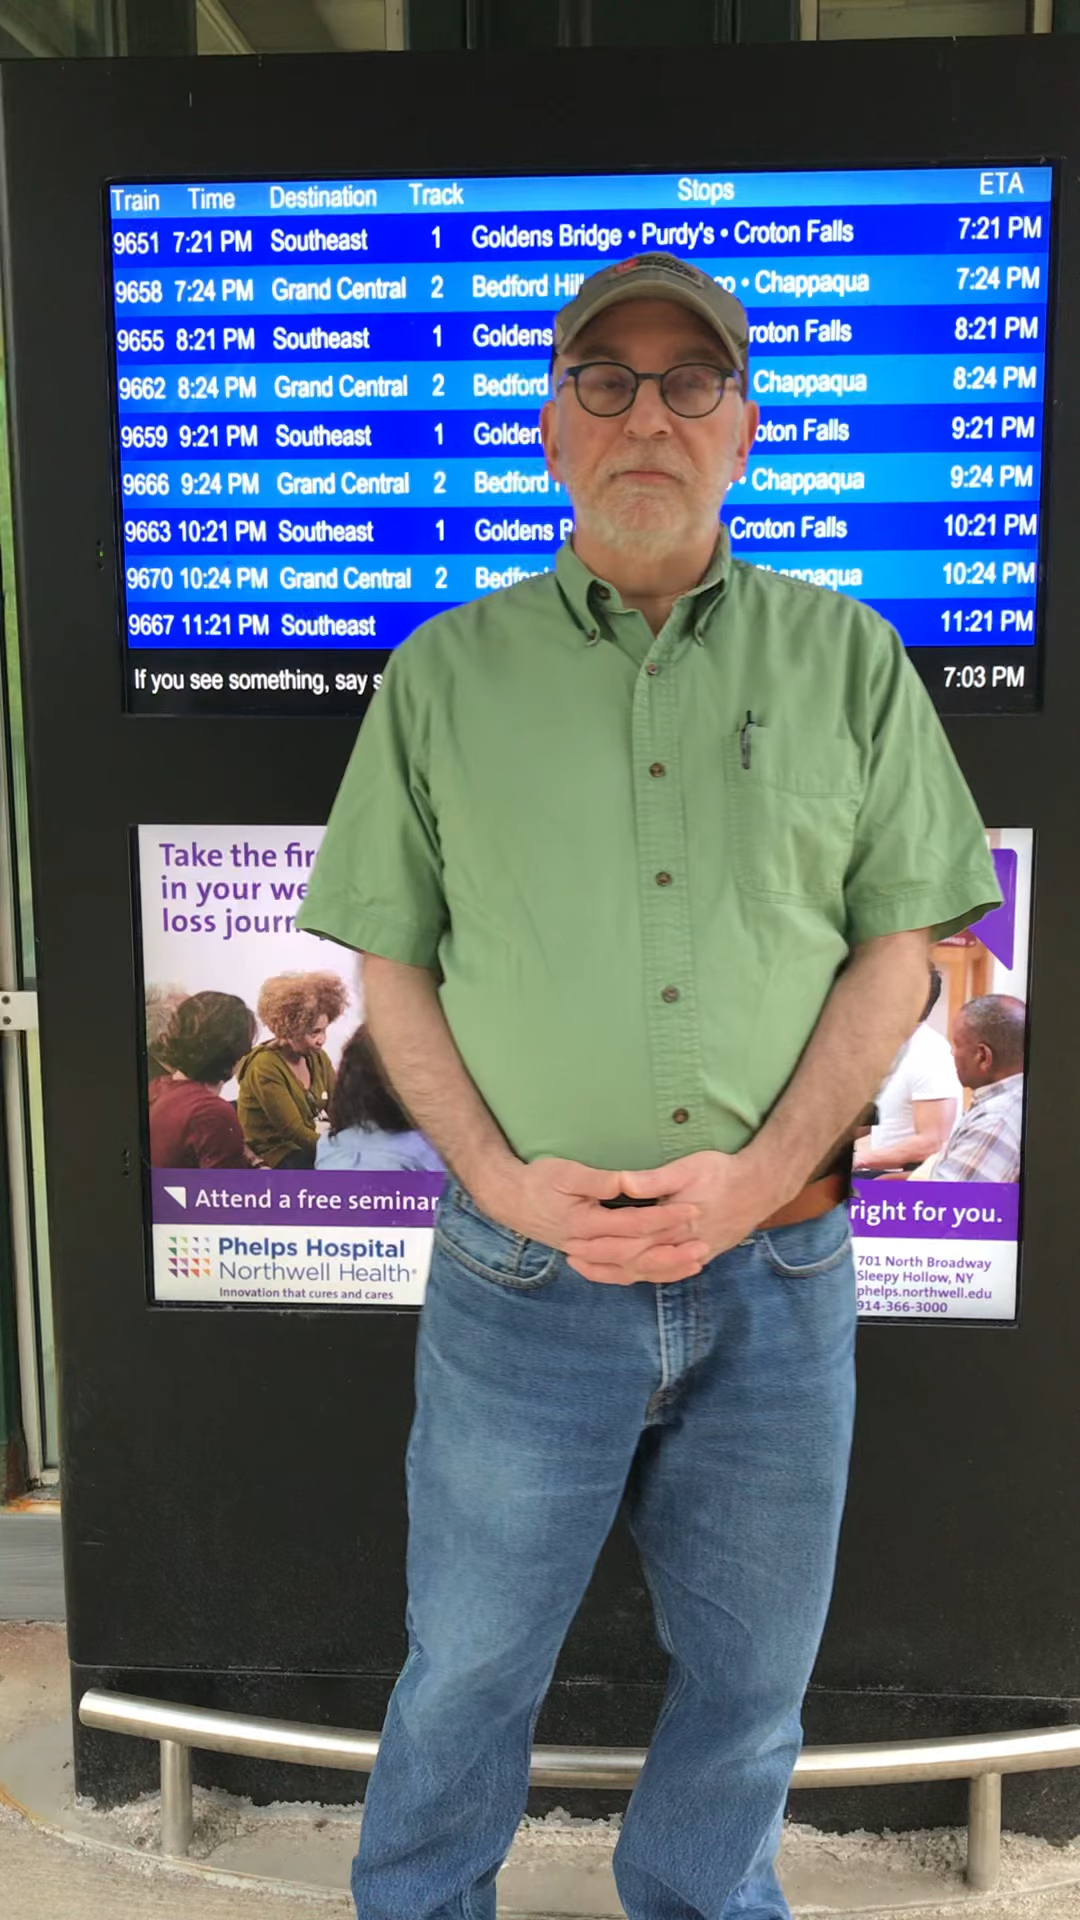 Train Time Destination Track Stops ETA
9651 7:21 PM Southeast 1 Goldens Bridge • Purdy's • Croton Falls 7:21 PM
9658 7:24 PM Grand Central 2 Bedford • Chappaqua 7:24 PM
9655 8:21 PM Southeast 1 Goldens Falls 8:21 PM
9662 8:24 PM Grand Central 2 Bedford Chappaqua 8:24 PM
9659 9:21 PM Southeast 1 Falls 9:21 PM
9666 9:24 PM Grand Central 2 Bedford • Chappaqua 9:24 PM
9663 10:21 PM Southeast 1 Goldens Croton Falls 10:21 PM
9670 10:24 PM Grand Central 2 Chappaqua 10:24 PM
9667 11:21 PM Southeast 11:21 PM
If you see something, say 7:03 PM
Take the
in your
loss
Attend a free seminar right for you.
Phelps Hospital
Northwell Health®
Innovation that cures and cares
701 North Broadway
Sleepy Hollow, NY
phelps.northwell.edu
914-366-3000